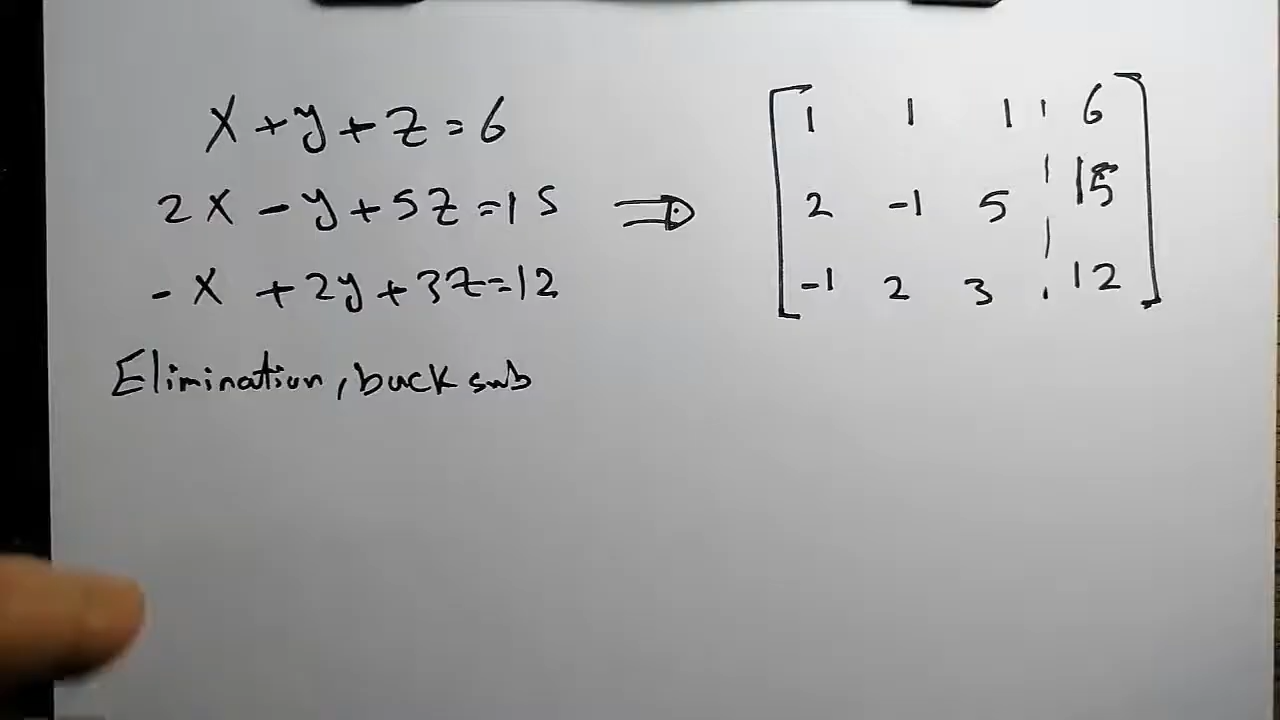 x + y + z = 6
2x - y + 5z = 15
-x + 2y + 3z = 12
⇒
1 1 1 6
2 -1 5 15
-1 2 3 12
Elimination, buck sub